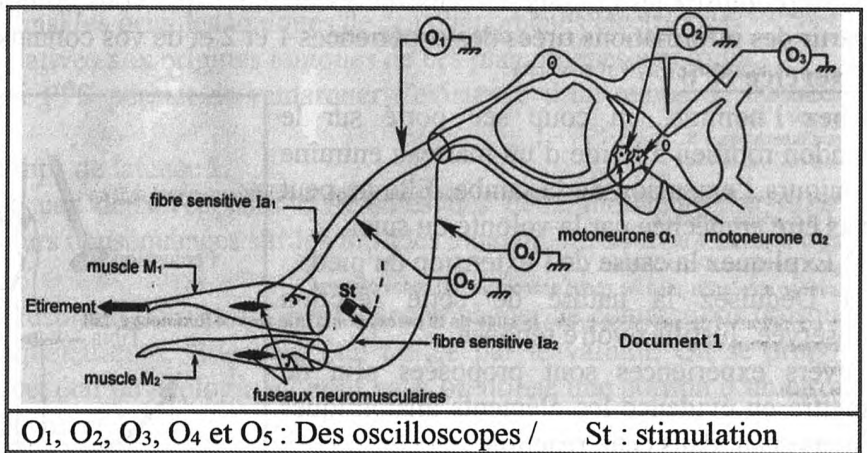 O₁
O₂
O₃
fibre sensitive Ia₁
motoneurone α₁
motoneurone α₂
muscle M₁
O₄
St
O₅
Etirement
fibre sensitive Ia₂
Document 1
muscle M₂
fuseaux neuromusculaires
O₁, O₂, O₃, O₄ et O₅ : Des oscilloscopes / St : stimulation